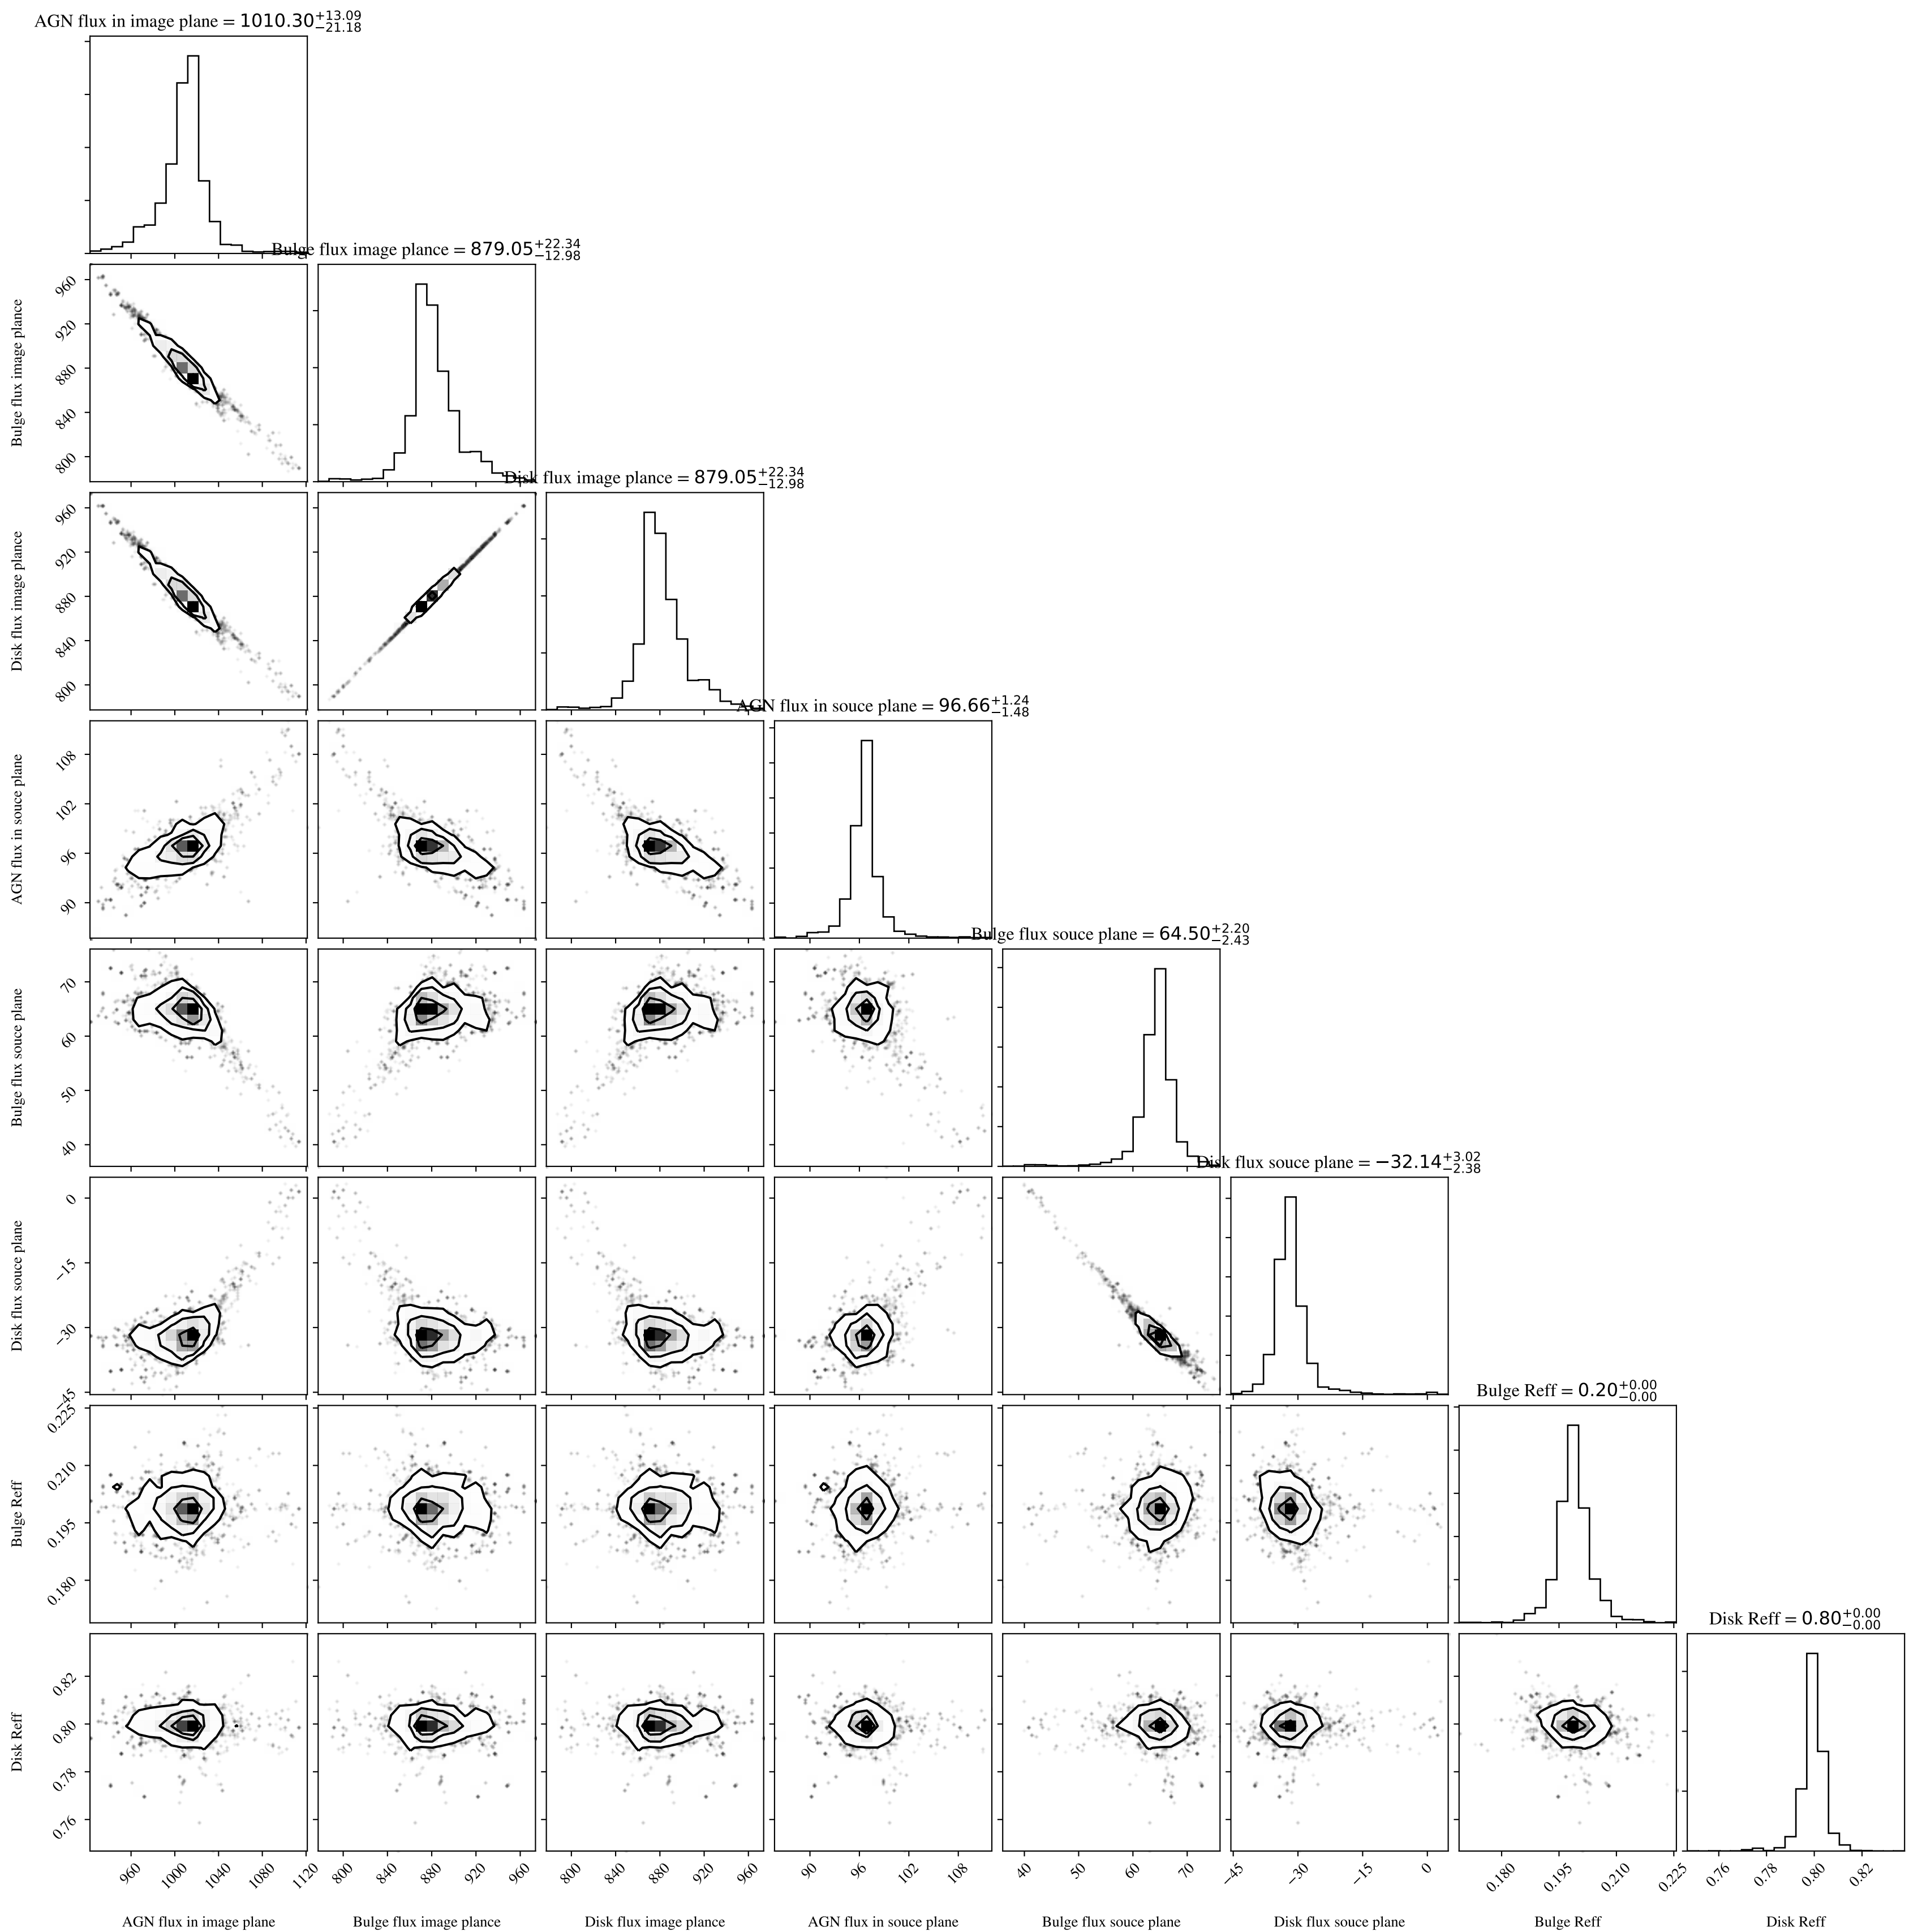 AGN flux in image plane = 1010.30 +13.09 −21.18
Bulge flux image plance = 879.05 +22.34 −12.98
Bulge flux image plance
960
920
880
840
800
Disk flux image plance = 879.05 +22.34 −12.98
Disk flux image plance
960
920
880
840
800
AGN flux in souce plane = 96.66 +1.24 −1.48
AGN flux in souce plane
108
102
96
90
Bulge flux souce plane = 64.50 +2.20 −2.43
Bulge flux souce plane
70
60
50
40
Disk flux souce plane = −32.14 +3.02 −2.38
Disk flux souce plane
0
−15
−30
−45
Bulge Reff = 0.20 +0.00 −0.00
Bulge Reff
0.225
0.210
0.195
0.180
Disk Reff = 0.80 +0.00 −0.00
Disk Reff
0.82
0.80
0.78
0.76
960 1000 1040 1080 1120 800 840 880 920 960 800 840 880 920 960 90 96 102 108 40 50 60 70 −45 −30 −15 0 0.180 0.195 0.210 0.225 0.76 0.78 0.80 0.82
AGN flux in image plane Bulge flux image plance Disk flux image plance AGN flux in souce plane Bulge flux souce plane Disk flux souce plane Bulge Reff Disk Reff